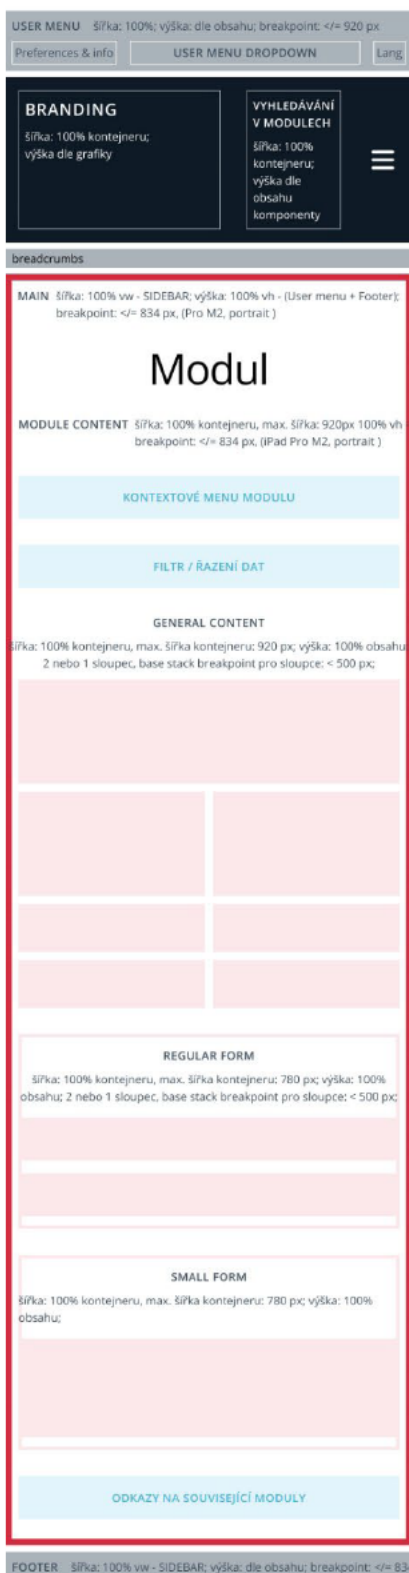 USER MENU šířka: 100%; výška: dle obsahu; breakpoint: </= 920 px
Preferences & info
USER MENU DROPDOWN
Lang
BRANDING
šířka: 100% kontejneru;
výška dle grafiky
VYHLEDÁVÁNÍ
V MODULECH
šířka: 100%
kontejneru;
výška dle
obsahu
komponenty
breadcrumbs
MAIN šířka: 100% vw - SIDEBAR; výška: 100% vh - (User menu + Footer);
breakpoint: </= 834 px, (Pro M2, portrait )
Modul
MODULE CONTENT šířka: 100% kontejneru, max. šířka: 920px 100% vh -
breakpoint: </= 834 px, (iPad Pro M2, portrait )
KONTEXTOVÉ MENU MODULU
FILTR / ŘAZENÍ DAT
GENERAL CONTENT
šířka: 100% kontejneru, max. šířka kontejneru: 920 px; výška: 100% obsahu;
2 nebo 1 sloupec, base stack breakpoint pro sloupce: < 500 px;
REGULAR FORM
šířka: 100% kontejneru, max. šířka kontejneru: 780 px; výška: 100%
obsahu; 2 nebo 1 sloupec, base stack breakpoint pro sloupce: < 500 px;
SMALL FORM
šířka: 100% kontejneru, max. šířka kontejneru: 780 px; výška: 100%
obsahu;
ODKAZY NA SOUVISEJÍCÍ MODULY
FOOTER šířka: 100% vw - SIDEBAR; výška: dle obsahu; breakpoint: </= 83